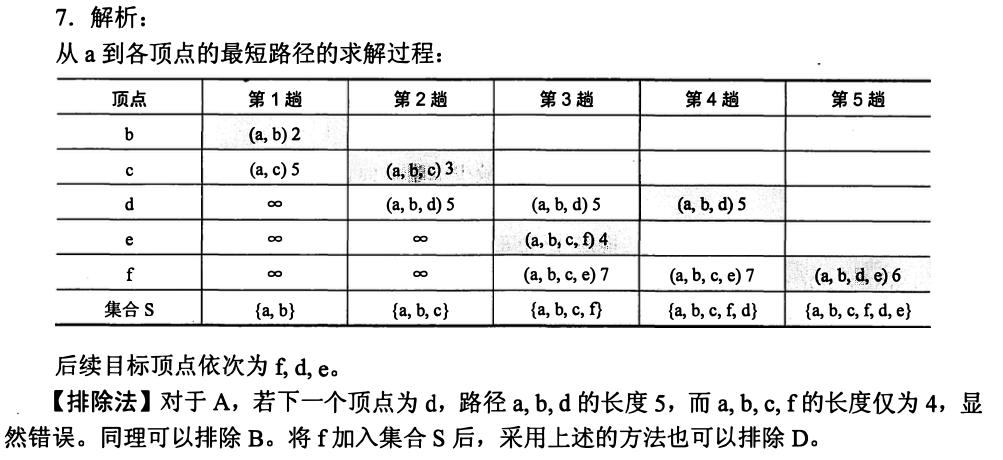 7．解析：
从 a 到各顶点的最短路径的求解过程：
顶点 第 1 趟 第 2 趟 第 3 趟 第 4 趟 第 5 趟
b (a, b) 2
c (a, c) 5 (a, b, c) 3
d ∞ (a, b, d) 5 (a, b, d) 5 (a, b, d) 5
e ∞ ∞ (a, b, c, f) 4
f ∞ ∞ (a, b, c, e) 7 (a, b, c, e) 7 (a, b, d, e) 6
集合 S {a, b} {a, b, c} {a, b, c, f} {a, b, c, f, d} {a, b, c, f, d, e}
后续目标顶点依次为 f, d, e。
【排除法】对于 A，若下一个顶点为 d，路径 a, b, d 的长度 5，而 a, b, c, f 的长度仅为 4，显
然错误。同理可以排除 B。将 f 加入集合 S 后，采用上述的方法也可以排除 D。